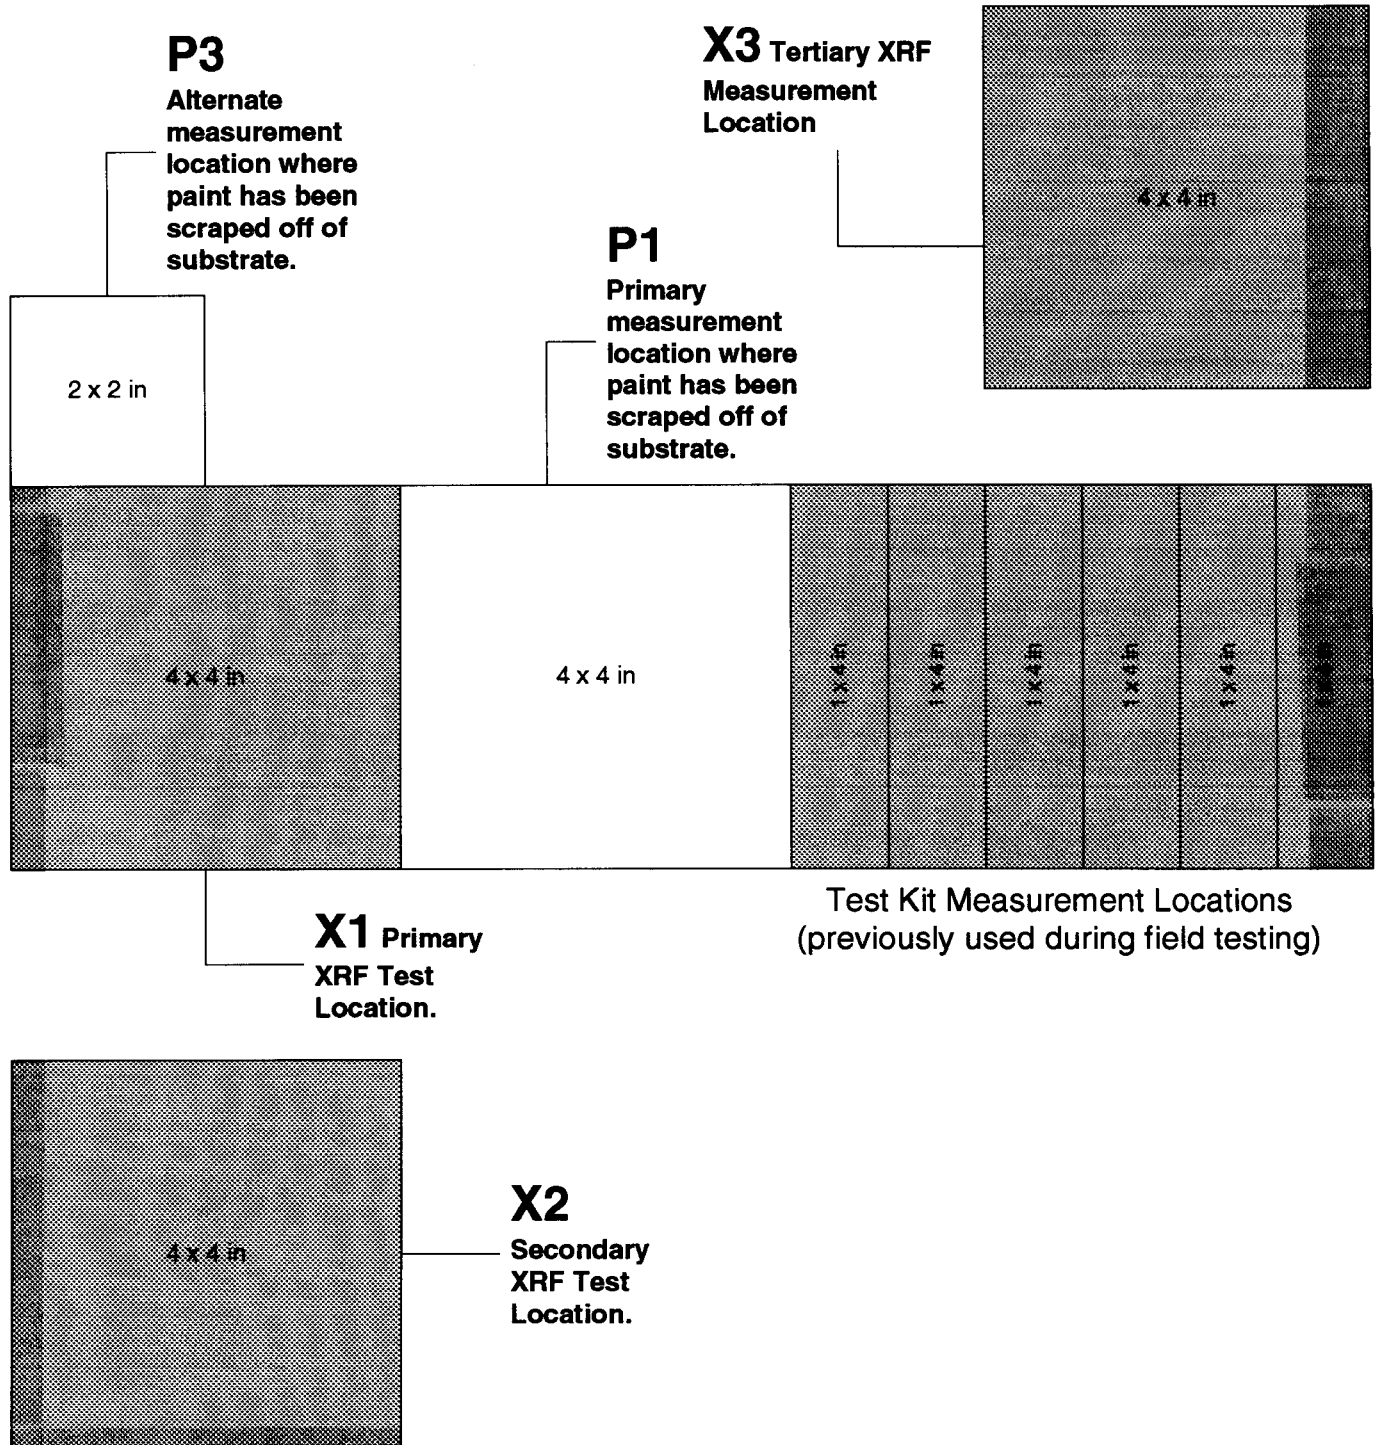 P3
Alternate
measurement
location where
paint has been
scraped off of
substrate.
X3 Tertiary XRF
Measurement
Location
4 x 4 in
P1
Primary
measurement
location where
paint has been
scraped off of
substrate.
2 x 2 in
4 x 4 in
4 x 4 in
1 x 4 in
1 x 4 in
1 x 4 in
1 x 4 in
1 x 4 in
1 x 4 in
Test Kit Measurement Locations
(previously used during field testing)
X1 Primary
XRF Test
Location.
4 x 4 in
X2
Secondary
XRF Test
Location.